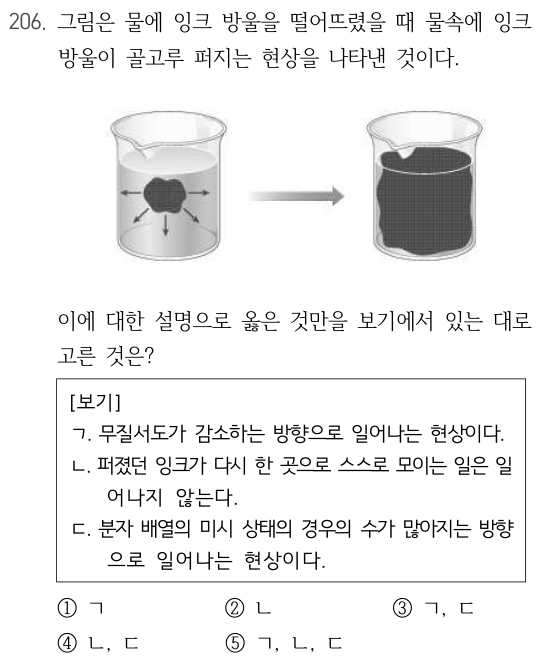 206. 그림은 물에 잉크 방울을 떨어뜨렸을 때 물속에 잉크
방울이 골고루 퍼지는 현상을 나타낸 것이다.
이에 대한 설명으로 옳은 것만을 보기에서 있는 대로
고른 것은?
[보기]
ㄱ. 무질서도가 감소하는 방향으로 일어나는 현상이다.
ㄴ. 퍼졌던 잉크가 다시 한 곳으로 스스로 모이는 일은 일
어나지 않는다.
ㄷ. 분자 배열의 미시 상태의 경우의 수가 많아지는 방향
으로 일어나는 현상이다.
① ㄱ ② ㄴ ③ ㄱ, ㄷ
④ ㄴ, ㄷ ⑤ ㄱ, ㄴ, ㄷ